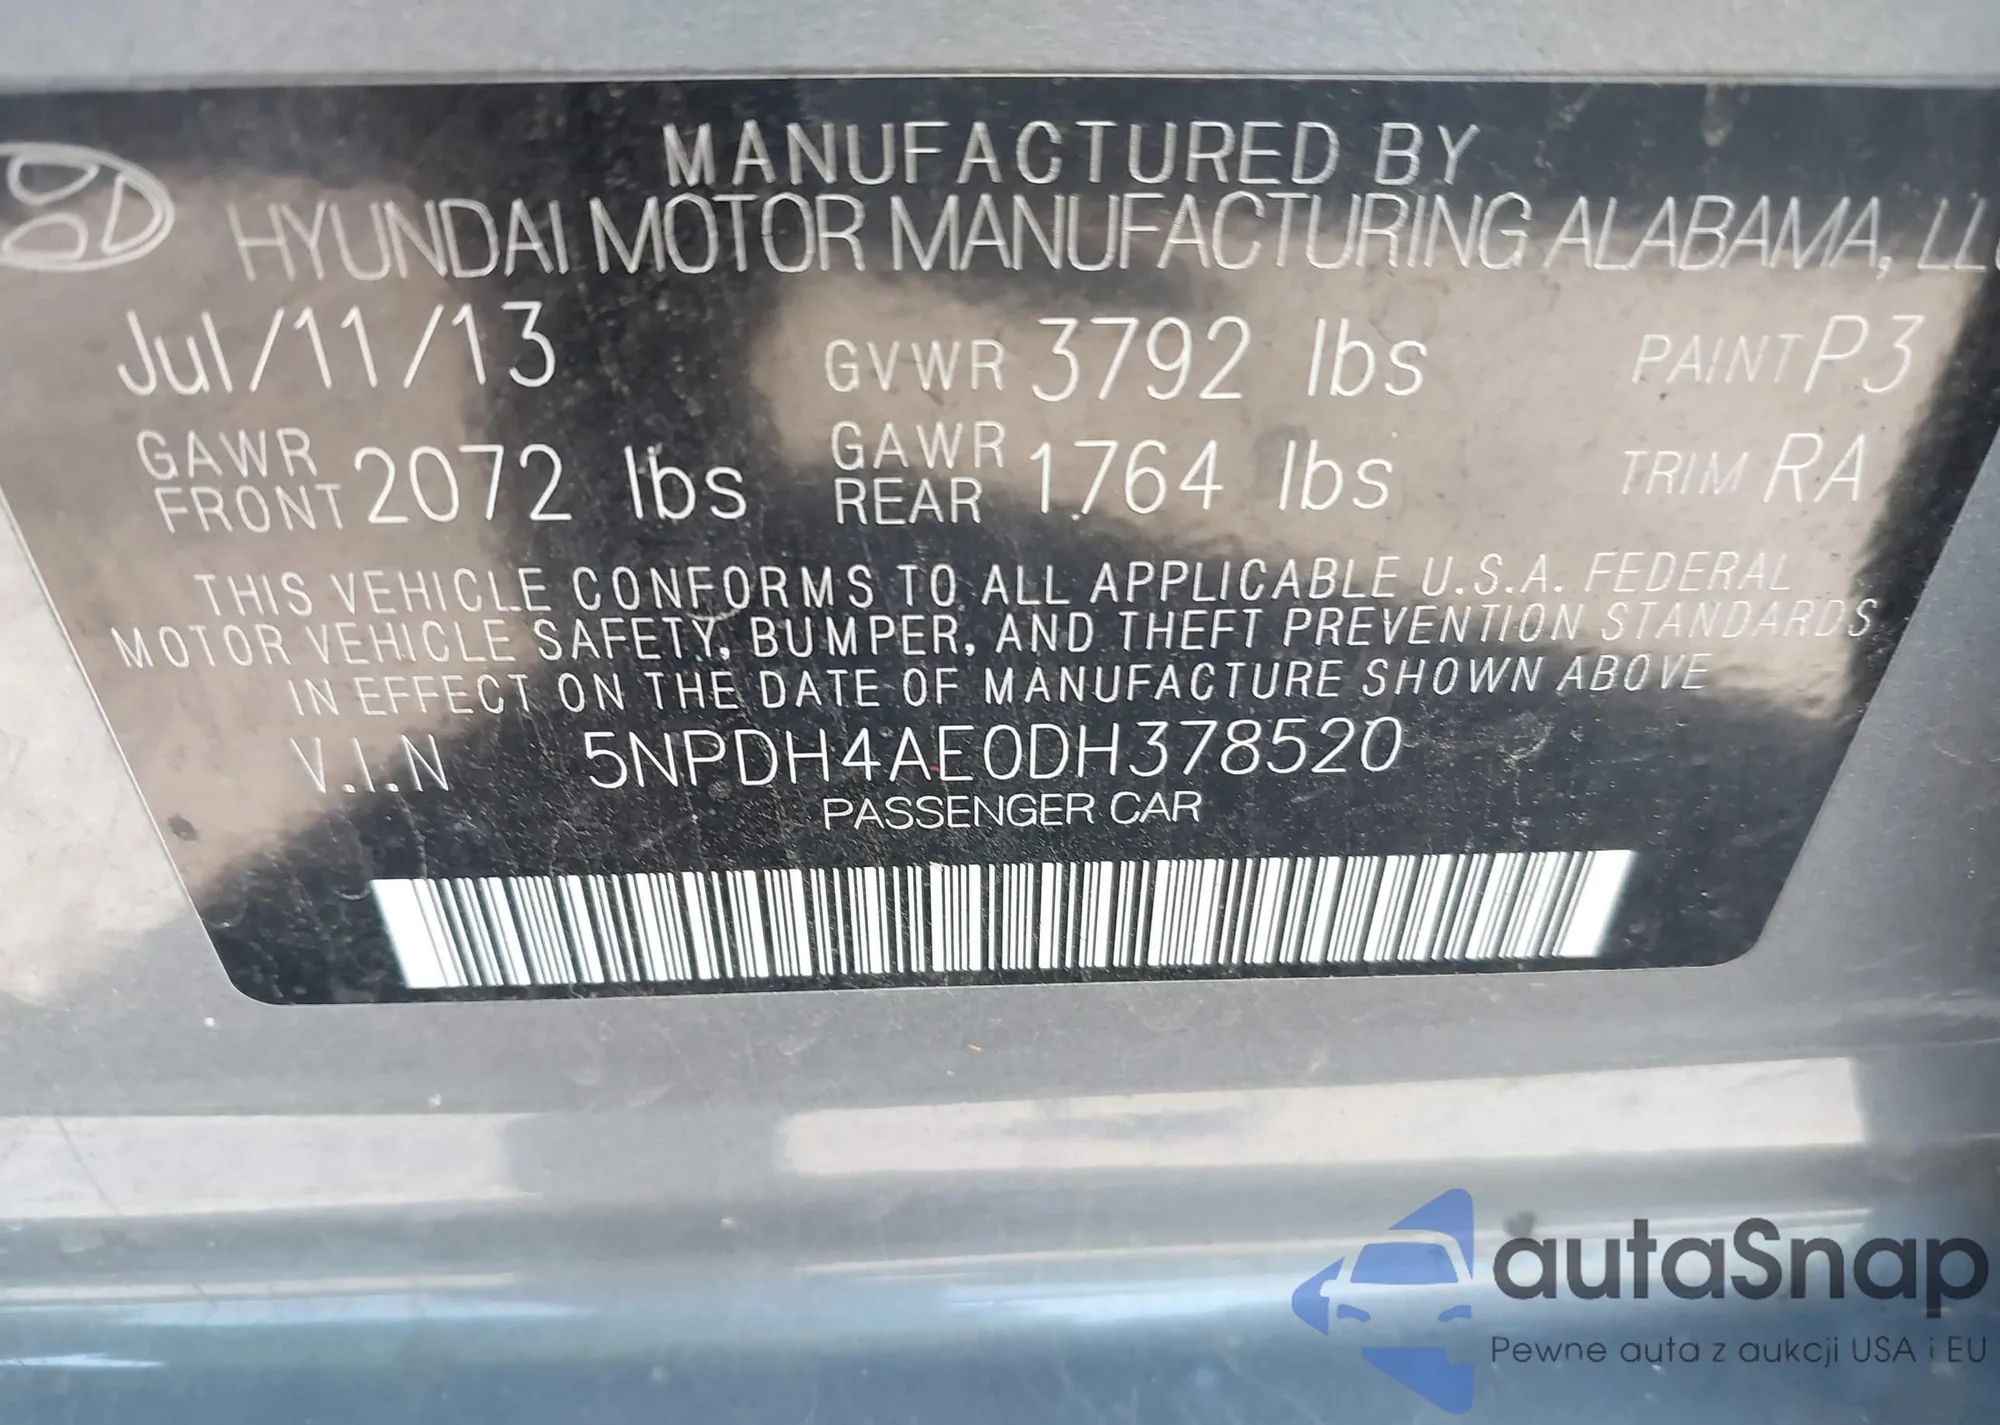 MANUFACTURED BY
HYUNDAI MOTOR MANUFACTURING ALABAMA, LLC
Jul/11/13 GVWR 3792 lbs PAINT P3
GAWR FRONT 2072 lbs GAWR REAR 1764 lbs TRIM RA
THIS VEHICLE CONFORMS TO ALL APPLICABLE U.S.A. FEDERAL
MOTOR VEHICLE SAFETY, BUMPER, AND THEFT PREVENTION STANDARDS
IN EFFECT ON THE DATE OF MANUFACTURE SHOWN ABOVE
V.I.N 5NPDH4AE0DH378520
PASSENGER CAR
autaSnap
Pewne auta z aukcji USA i EU